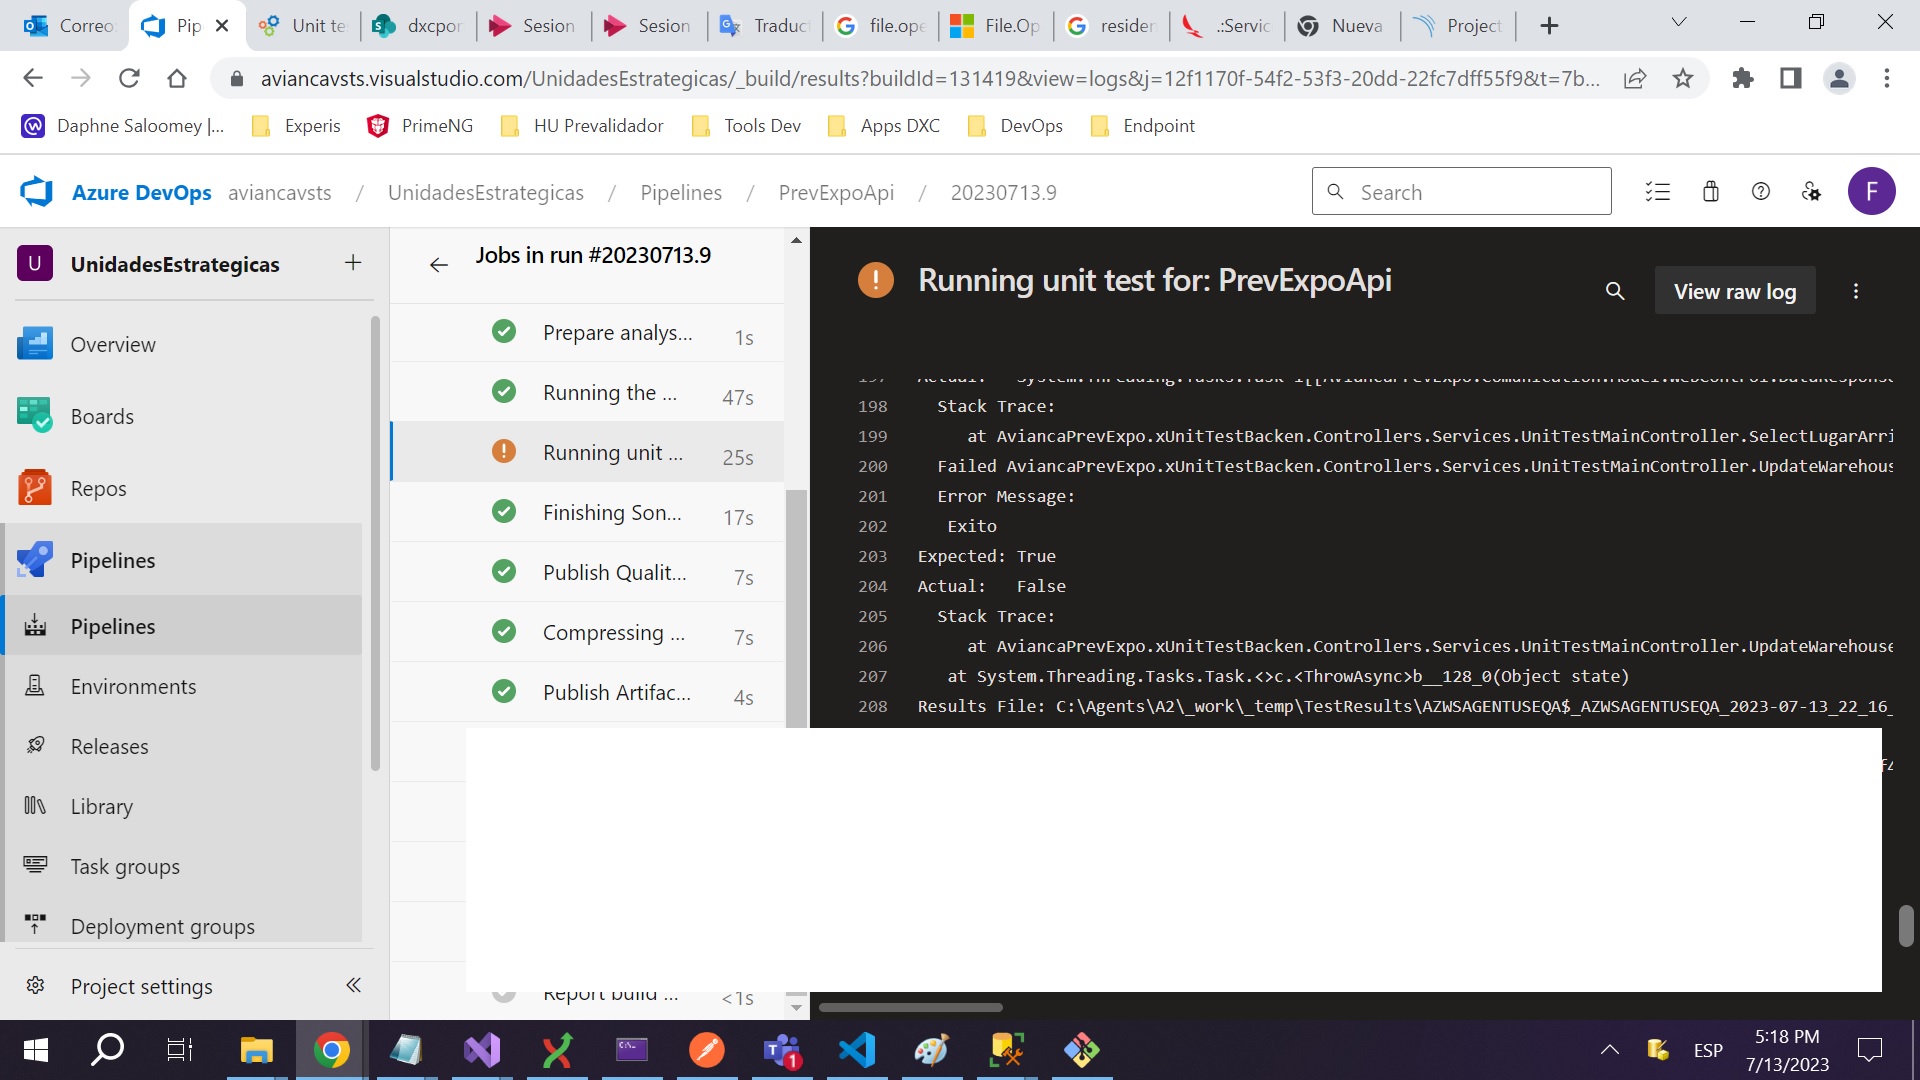 Correo
Pip
Unit te
dxcpor
Sesion
Sesion
Traduct
file.ope
File.Op
residen
.:Servic
Nueva
Project
aviancavsts.visualstudio.com/UnidadesEstrategicas/_build/results?buildId=131419&view=logs&j=12f1170f-54f2-53f3-20dd-22fc7dff55f9&t=7b...
Daphne Saloomey |...
Experis
PrimeNG
HU Prevalidador
Tools Dev
Apps DXC
DevOps
Endpoint
Azure DevOps aviancavsts / UnidadesEstrategicas / Pipelines / PrevExpoApi / 20230713.9
Search
F
U UnidadesEstrategicas
Overview
Boards
Repos
Pipelines
Pipelines
Environments
Releases
Library
Task groups
Deployment groups
Project settings
Jobs in run #20230713.9
Prepare analys... 1s
Running the ... 47s
Running unit ... 25s
Finishing Son... 17s
Publish Qualit... 7s
Compressing ... 7s
Publish Artifac... 4s
Report build ... <1s
Running unit test for: PrevExpoApi
View raw log
198 Stack Trace:
199 at AviancaPrevExpo.xUnitTestBacken.Controllers.Services.UnitTestMainController.SelectLugarArri
200 Failed AviancaPrevExpo.xUnitTestBacken.Controllers.Services.UnitTestMainController.UpdateWarehous
201 Error Message:
202 Exito
203 Expected: True
204 Actual: False
205 Stack Trace:
206 at AviancaPrevExpo.xUnitTestBacken.Controllers.Services.UnitTestMainController.UpdateWarehouse
207 at System.Threading.Tasks.Task.<>c.<ThrowAsync>b__128_0(Object state)
208 Results File: C:\Agents\A2\_work\_temp\TestResults\AZWSAGENTUSEQA$_AZWSAGENTUSEQA_2023-07-13_22_16_
1
ESP
5:18 PM
7/13/2023